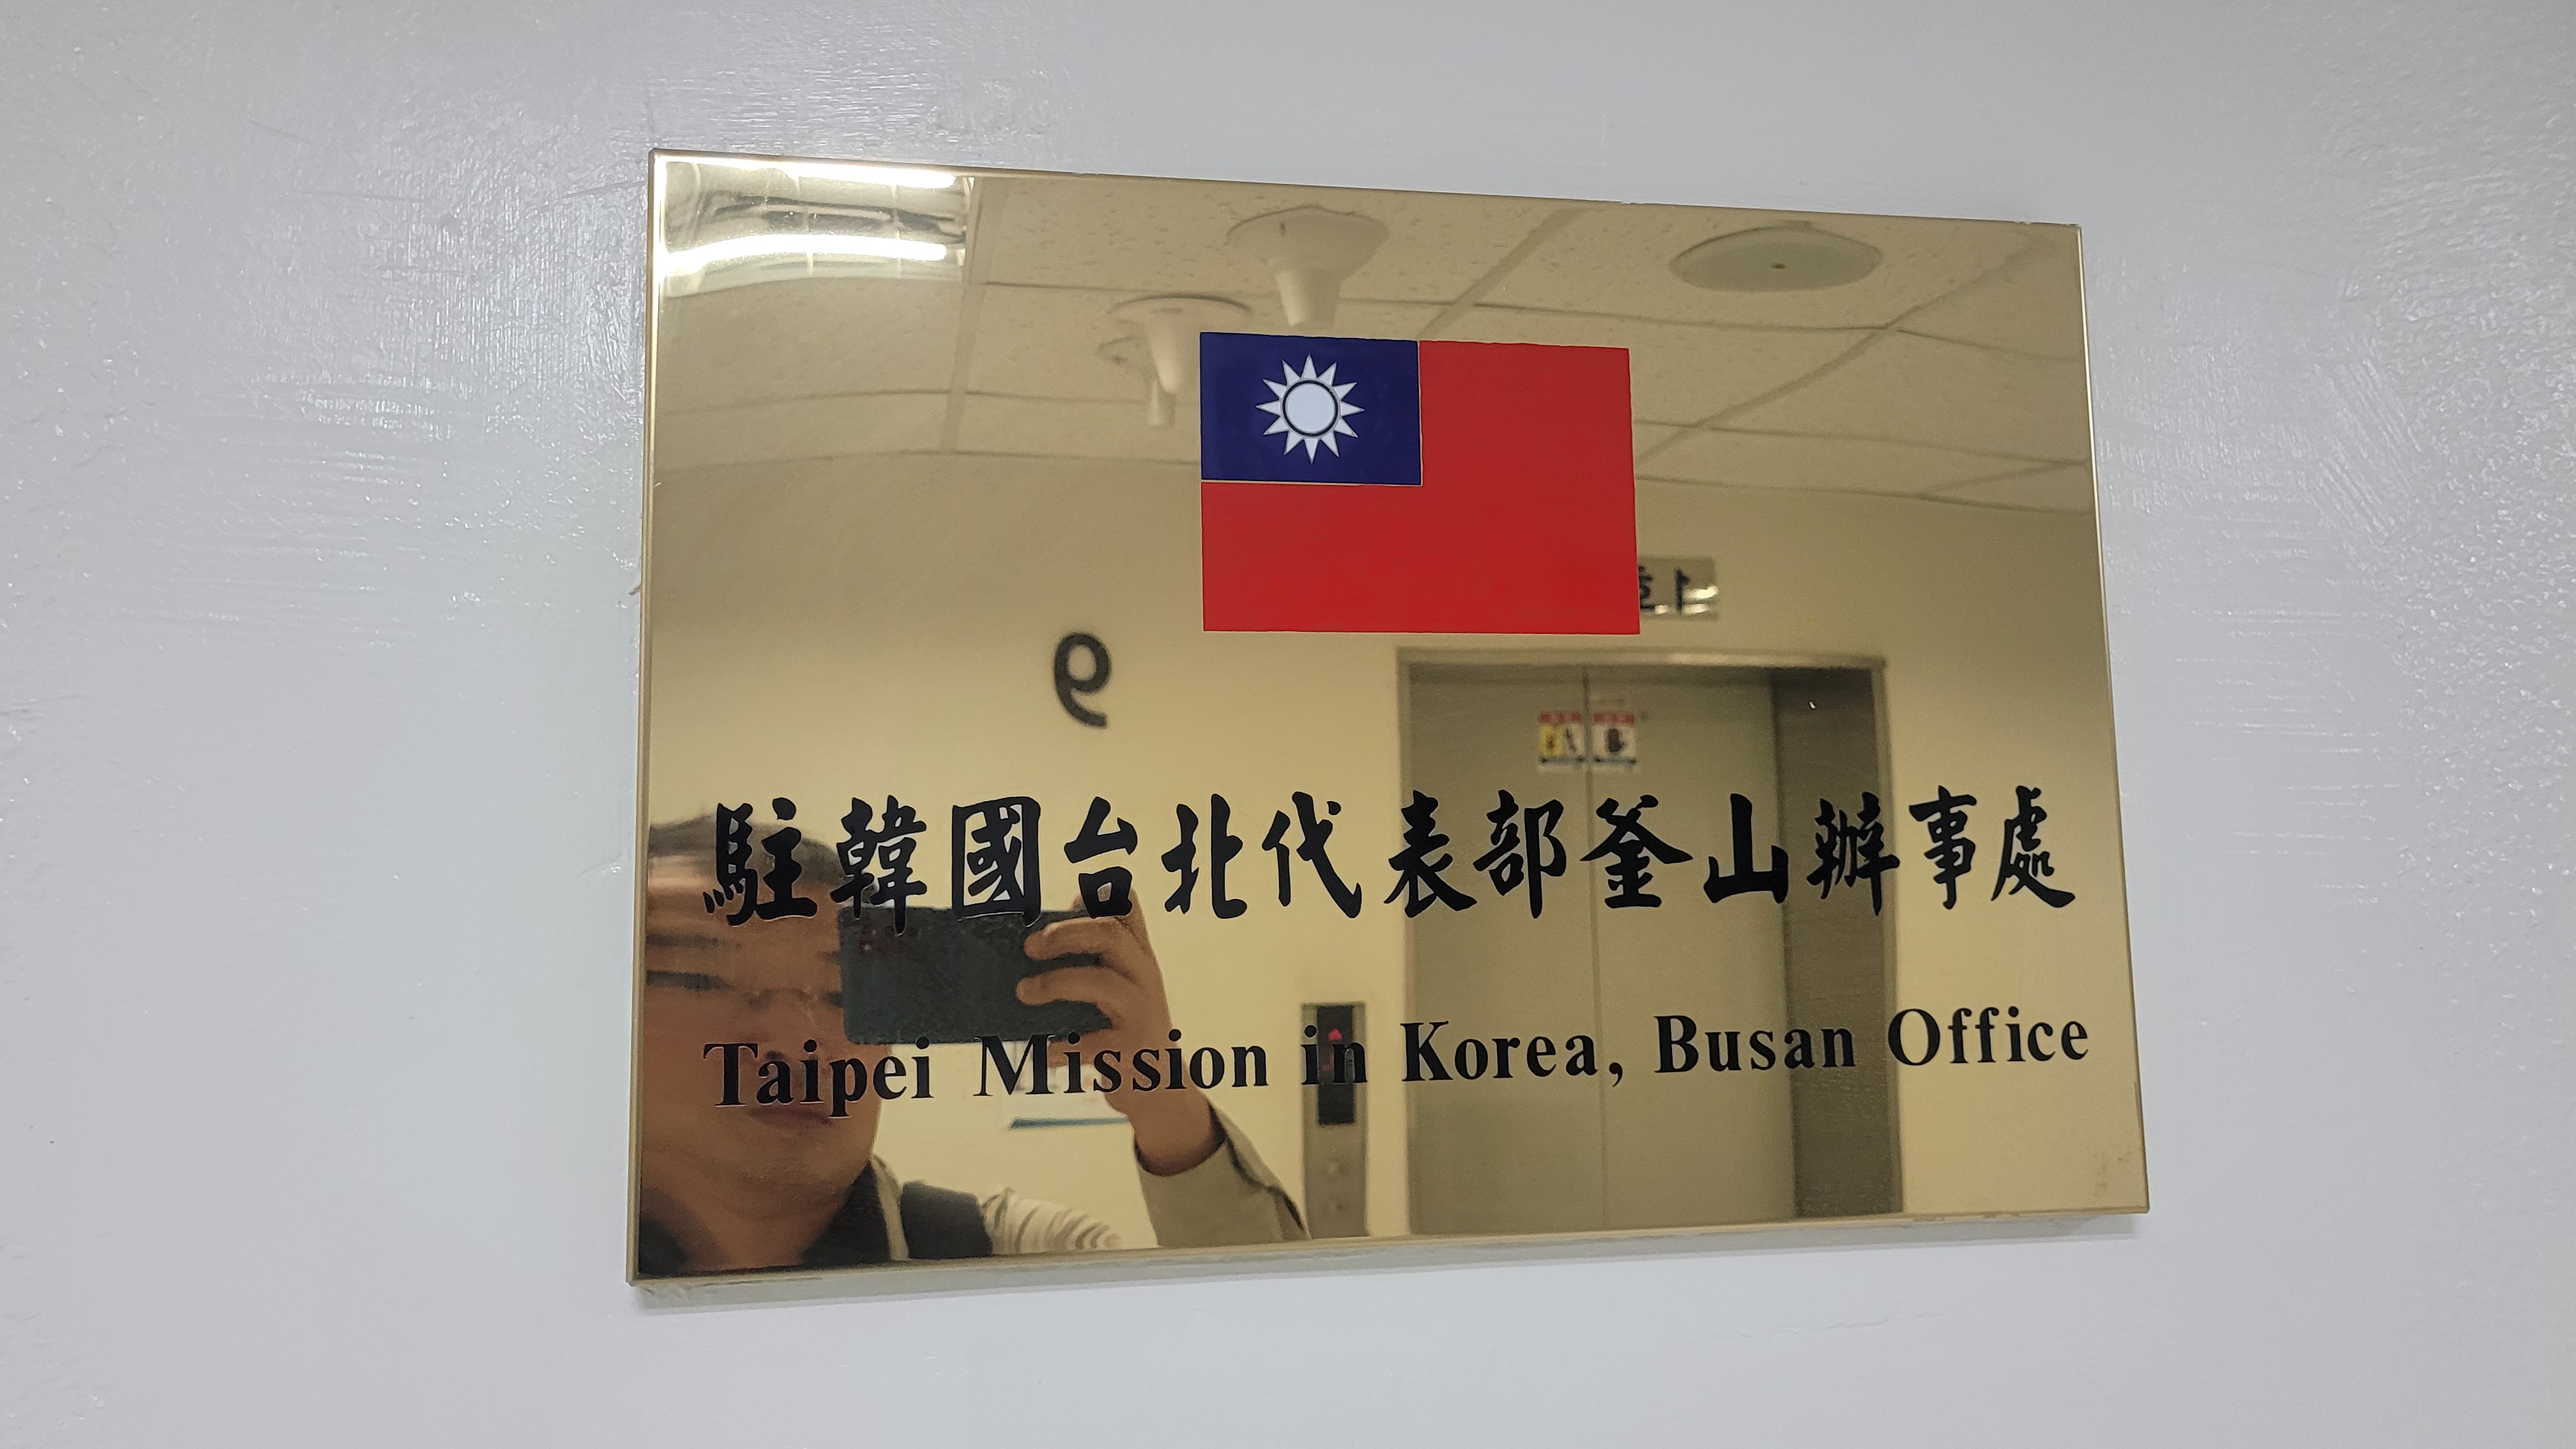 9
駐韓國台北代表部釜山辦事處
Taipei Mission in Korea, Busan Office